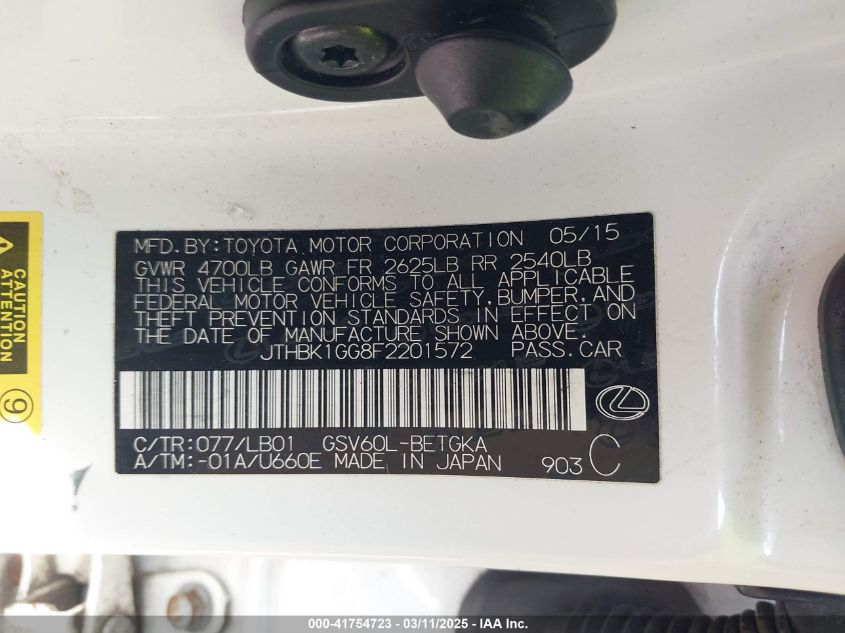 MFD. BY: TOYOTA MOTOR CORPORATION 05/15
GVWR 4700LB GAWR FR 2625LB RR 2540LB
THIS VEHICLE CONFORMS TO ALL APPLICABLE
FEDERAL MOTOR VEHICLE SAFETY, BUMPER, AND
THEFT PREVENTION STANDARDS IN EFFECT ON
THE DATE OF MANUFACTURE SHOWN ABOVE.
JTHBK1GG8F2201572 PASS. CAR
C/TR: 077/LB01 GSV60L-BETGKA
A/TM: -01A/U660E MADE IN JAPAN 903 C
CAUTION
ATTENTION
9
000-41754723 - 03/11/2025 - IAA Inc.